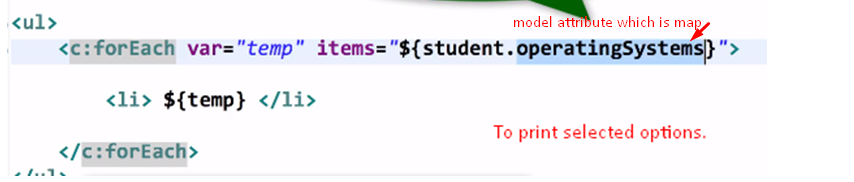 <ul>
model attribute which is map
<c:forEach var="temp" items="${student.operatingSystems}">
<li> ${temp} </li>
To print selected options.
</c:forEach>
</ul>